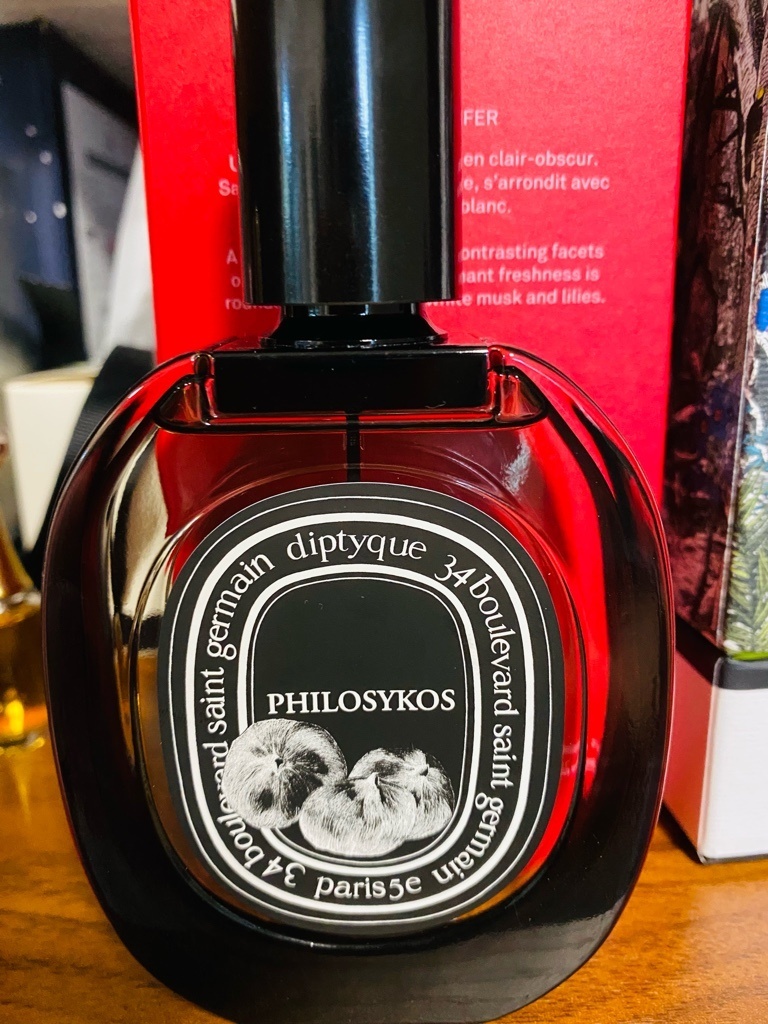 FER
en clair-obscur.
Sa
s'arrondit avec
blanc.
A
contrasting facets
freshness is
musk and lilies.
diptyque 34 boulevard saint germain
paris 5e
34 boulevard saint germain
PHILOSYKOS